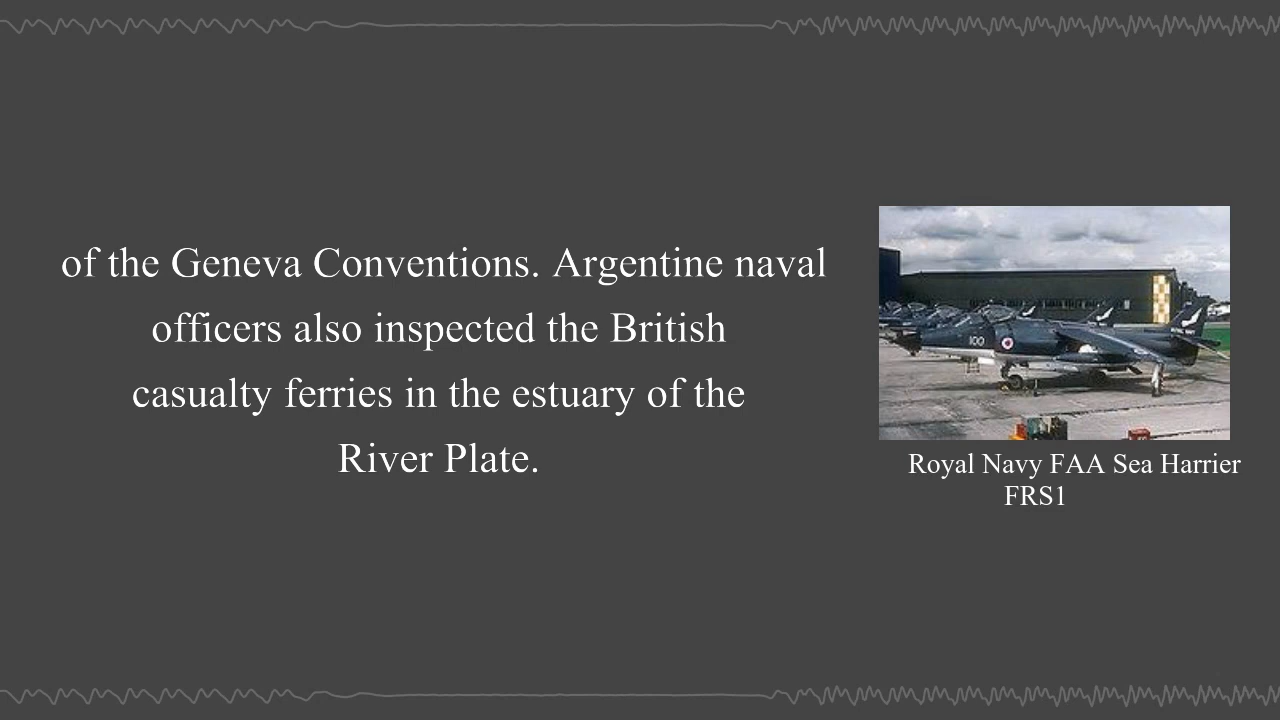 of the Geneva Conventions. Argentine naval
officers also inspected the British
casualty ferries in the estuary of the
River Plate.
100
Royal Navy FAA Sea Harrier
FRS1